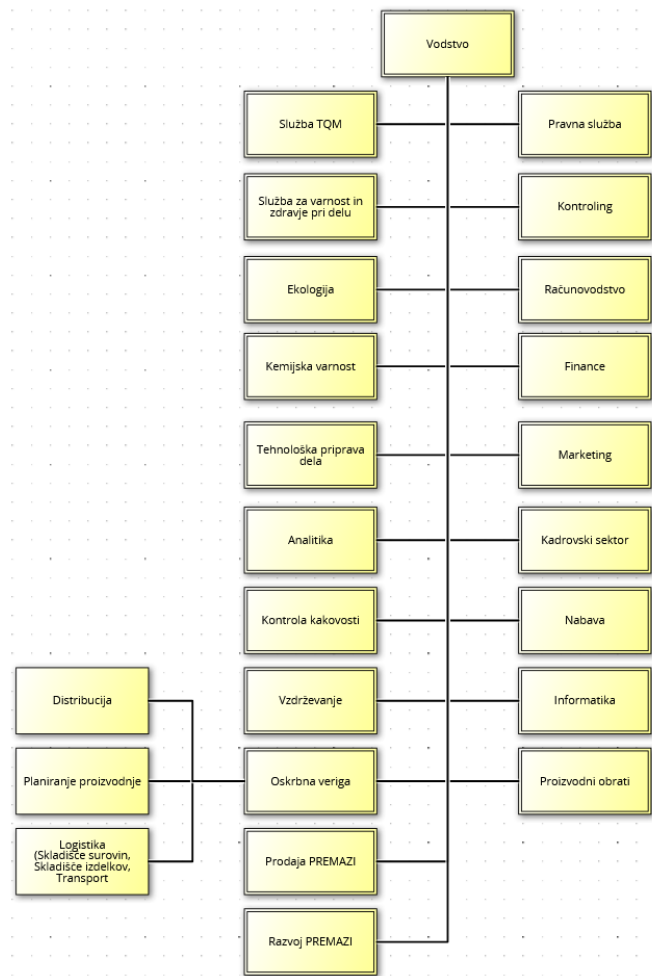 Vodstvo
Služba TQM
Pravna služba
Služba za varnost in
zdravje pri delu
Kontroling
Ekologija
Računovodstvo
Kemijska varnost
Finance
Tehnološka priprava
dela
Marketing
Analitika
Kadrovski sektor
Kontrola kakovosti
Nabava
Distribucija
Vzdrževanje
Informatika
Planiranje proizvodnje
Oskrbna veriga
Proizvodni obrati
Logistika
(Skladišče surovin,
Skladišče izdelkov,
Transport
Prodaja PREMAZI
Razvoj PREMAZI